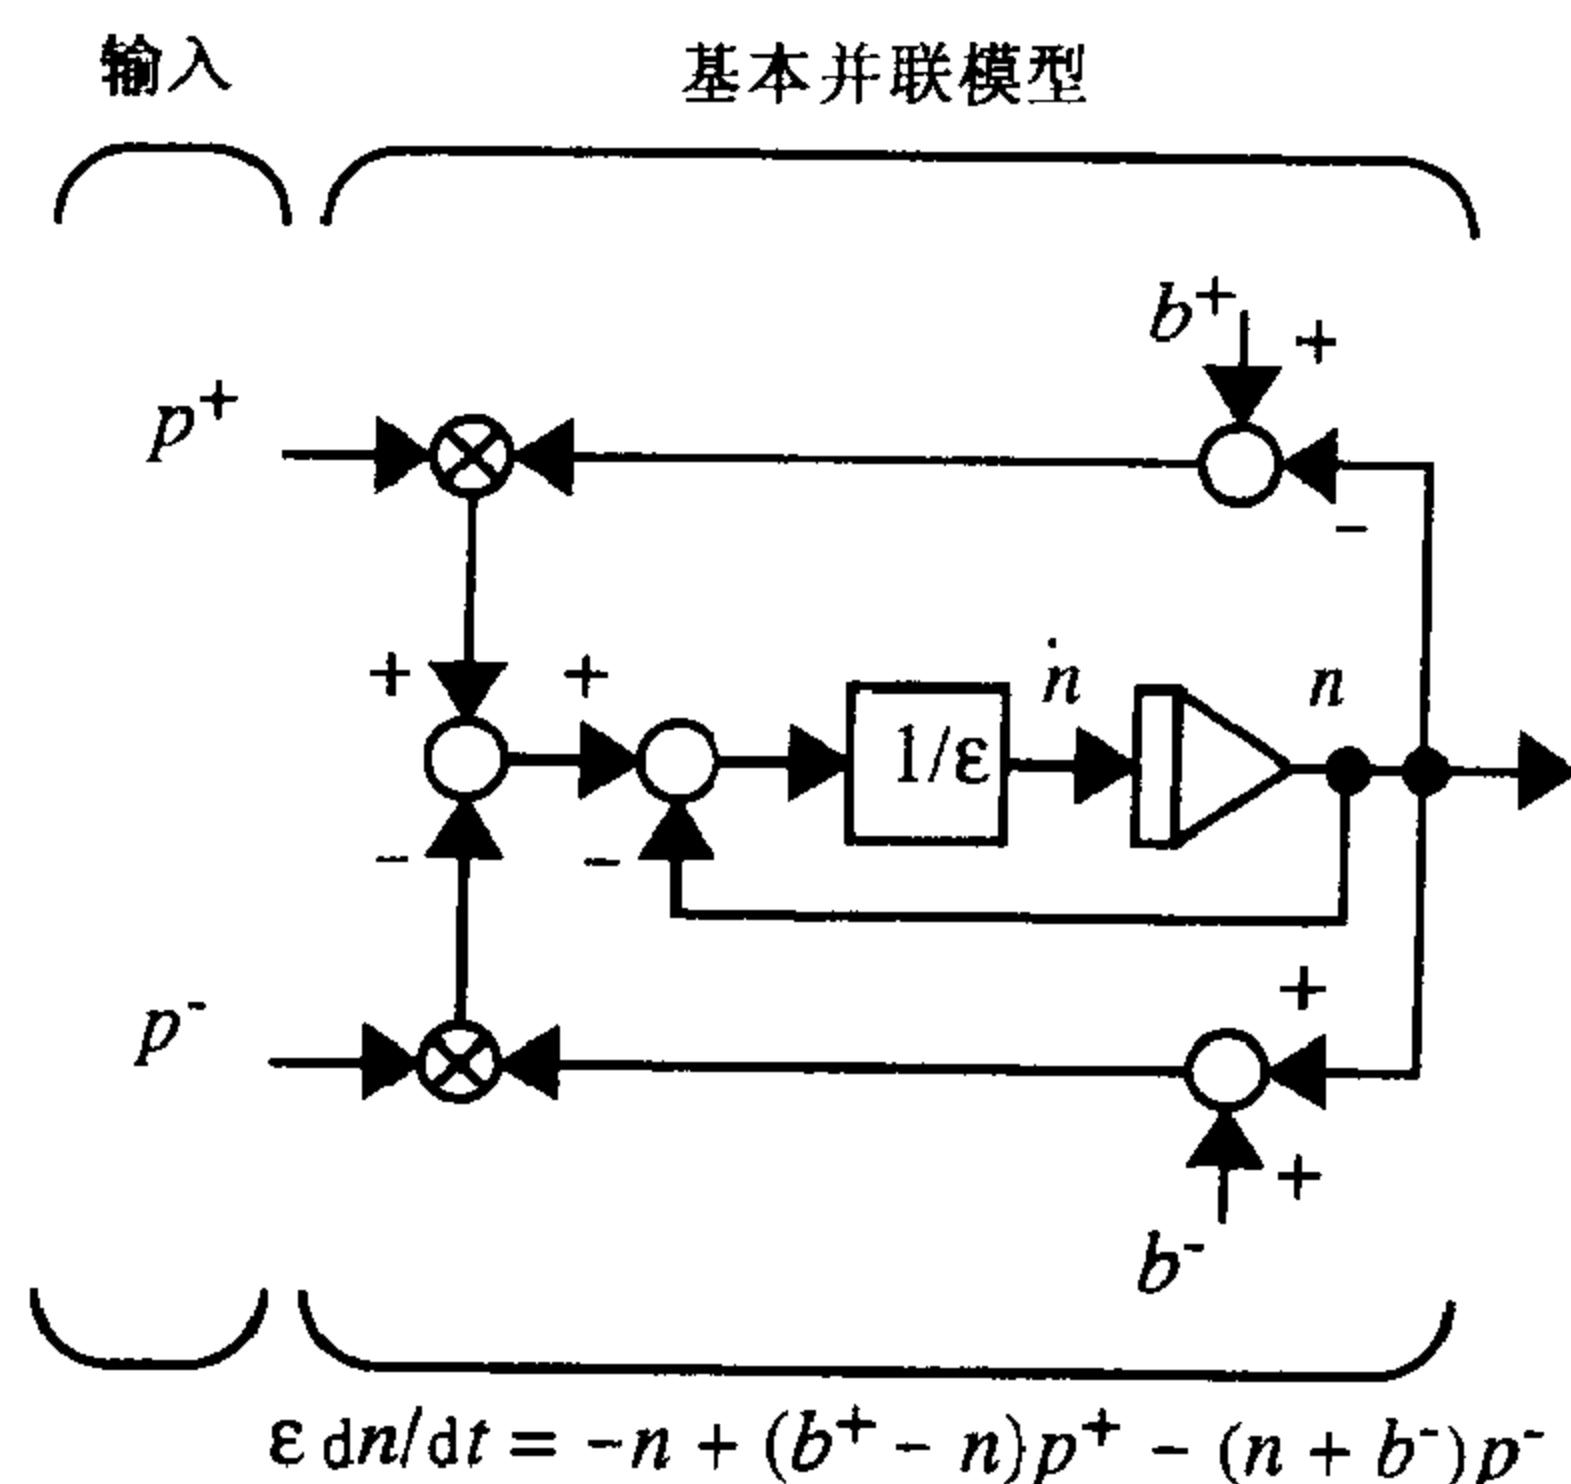 输入 基本并联模型
b⁺ +
p⁺
-
+ + ṅ n
1/ε
- -
+
p⁻
+
b⁻
ε dn/dt = -n + (b⁺ - n)p⁺ - (n + b⁻)p⁻